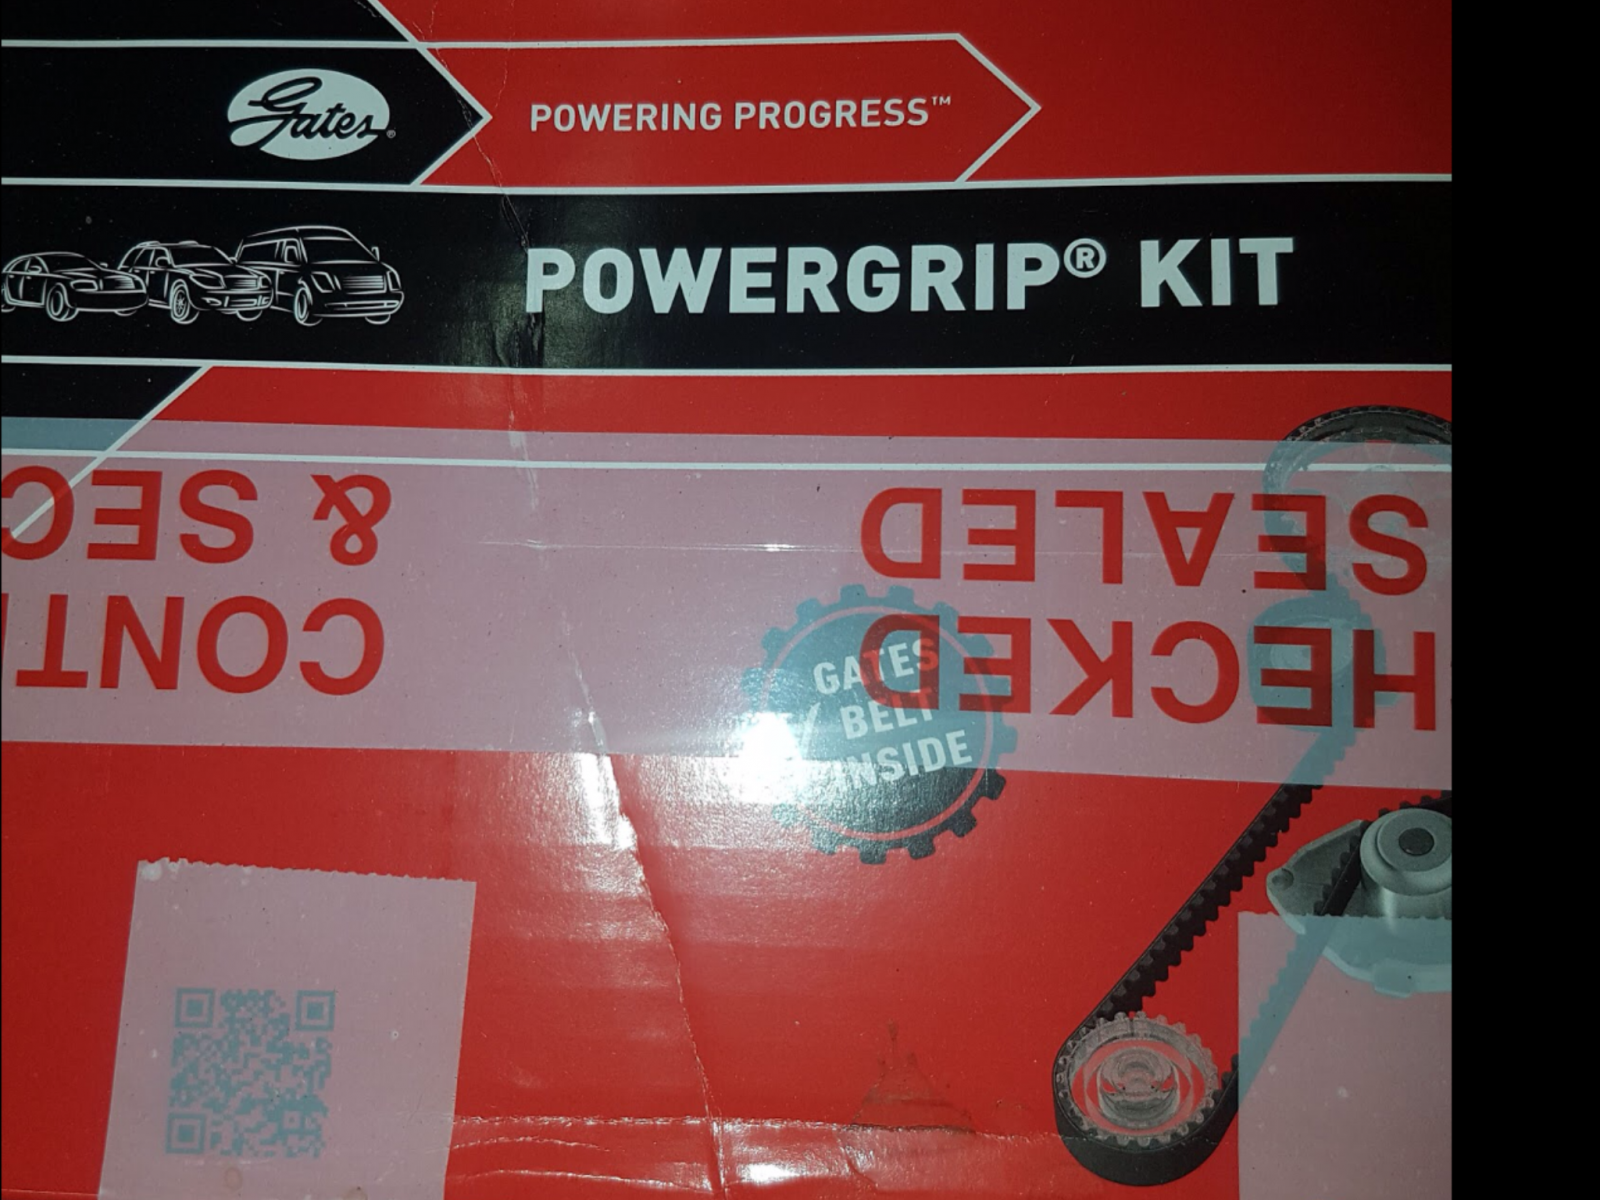 Gates®
POWERING PROGRESS™
POWERGRIP® KIT
SEALED
& SEC
HECKED
CONT
GATES
BELT
INSIDE